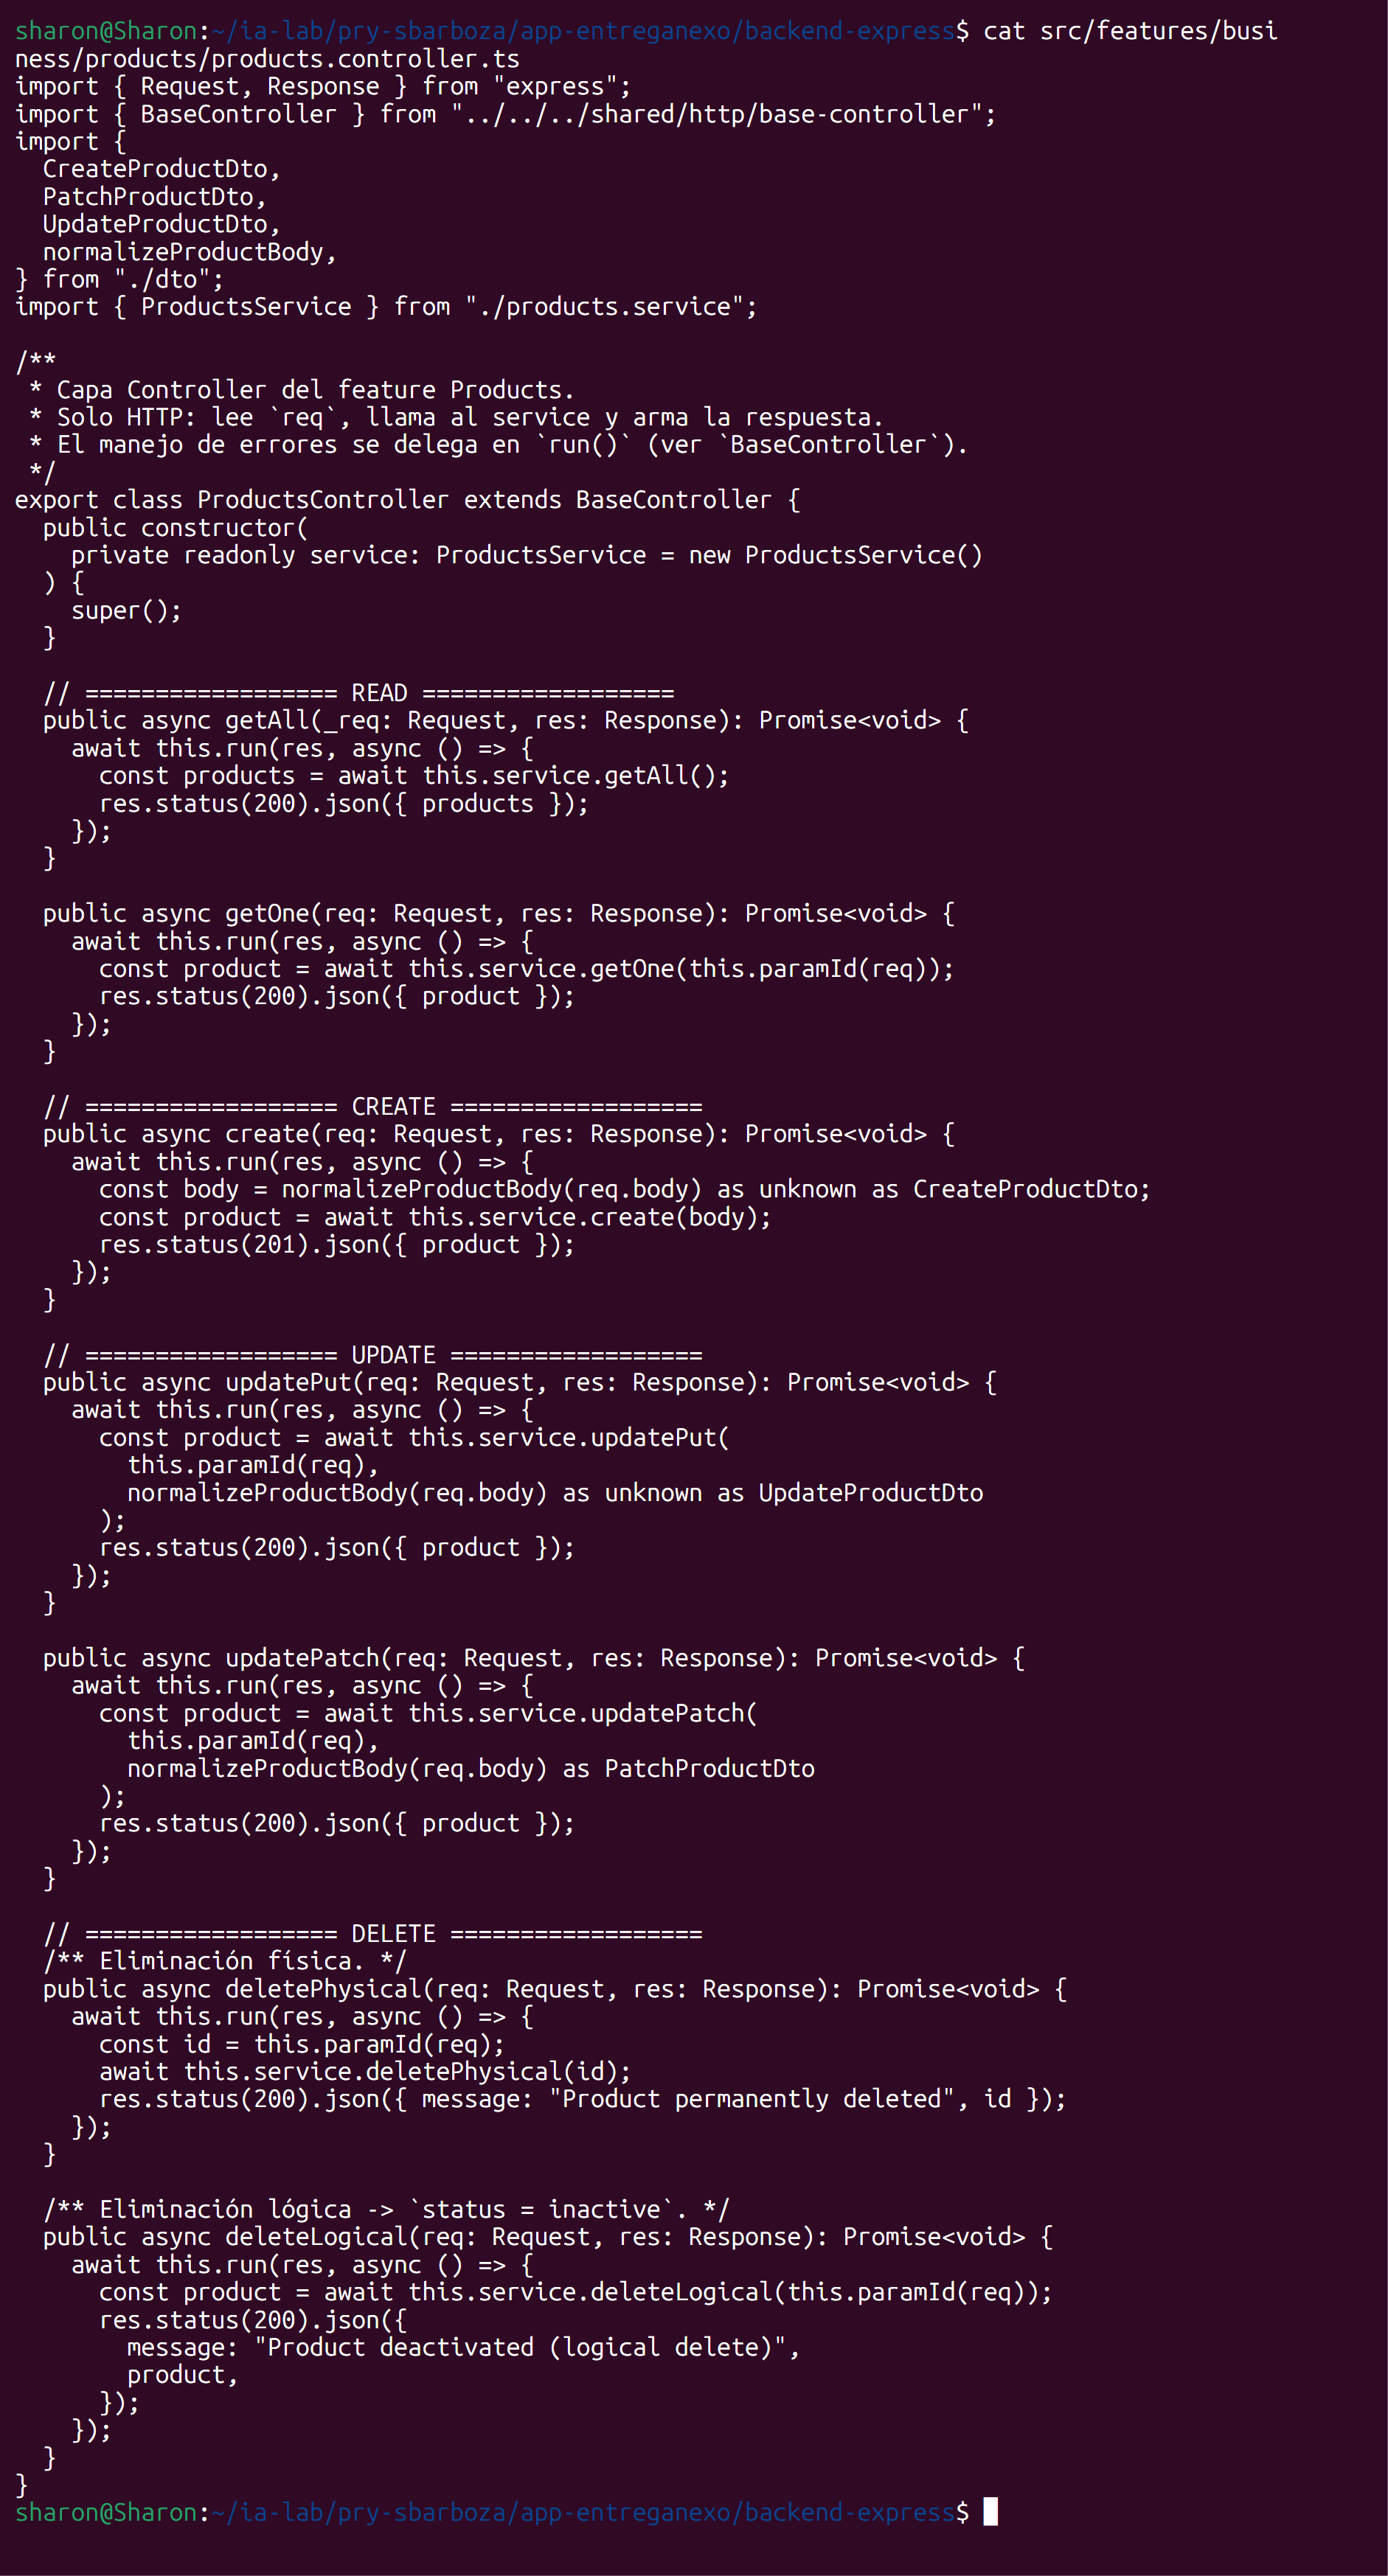 sharon@Sharon:~/ia-lab/pry-sbarboza/app-entreganexo/backend-express$ cat src/features/busi
ness/products/products.controller.ts
import { Request, Response } from "express";
import { BaseController } from "../../../shared/http/base-controller";
import {
  CreateProductDto,
  PatchProductDto,
  UpdateProductDto,
  normalizeProductBody,
} from "./dto";
import { ProductsService } from "./products.service";

/**
 * Capa Controller del feature Products.
 * Solo HTTP: lee `req`, llama al service y arma la respuesta.
 * El manejo de errores se delega en `run()` (ver `BaseController`).
 */
export class ProductsController extends BaseController {
  public constructor(
    private readonly service: ProductsService = new ProductsService()
  ) {
    super();
  }

  // ================== READ ==================
  public async getAll(_req: Request, res: Response): Promise<void> {
    await this.run(res, async () => {
      const products = await this.service.getAll();
      res.status(200).json({ products });
    });
  }

  public async getOne(req: Request, res: Response): Promise<void> {
    await this.run(res, async () => {
      const product = await this.service.getOne(this.paramId(req));
      res.status(200).json({ product });
    });
  }

  // ================== CREATE ==================
  public async create(req: Request, res: Response): Promise<void> {
    await this.run(res, async () => {
      const body = normalizeProductBody(req.body) as unknown as CreateProductDto;
      const product = await this.service.create(body);
      res.status(201).json({ product });
    });
  }

  // ================== UPDATE ==================
  public async updatePut(req: Request, res: Response): Promise<void> {
    await this.run(res, async () => {
      const product = await this.service.updatePut(
        this.paramId(req),
        normalizeProductBody(req.body) as unknown as UpdateProductDto
      );
      res.status(200).json({ product });
    });
  }

  public async updatePatch(req: Request, res: Response): Promise<void> {
    await this.run(res, async () => {
      const product = await this.service.updatePatch(
        this.paramId(req),
        normalizeProductBody(req.body) as PatchProductDto
      );
      res.status(200).json({ product });
    });
  }

  // ================== DELETE ==================
  /** Eliminación física. */
  public async deletePhysical(req: Request, res: Response): Promise<void> {
    await this.run(res, async () => {
      const id = this.paramId(req);
      await this.service.deletePhysical(id);
      res.status(200).json({ message: "Product permanently deleted", id });
    });
  }

  /** Eliminación lógica -> `status = inactive`. */
  public async deleteLogical(req: Request, res: Response): Promise<void> {
    await this.run(res, async () => {
      const product = await this.service.deleteLogical(this.paramId(req));
      res.status(200).json({
        message: "Product deactivated (logical delete)",
        product,
      });
    });
  }
}
sharon@Sharon:~/ia-lab/pry-sbarboza/app-entreganexo/backend-express$